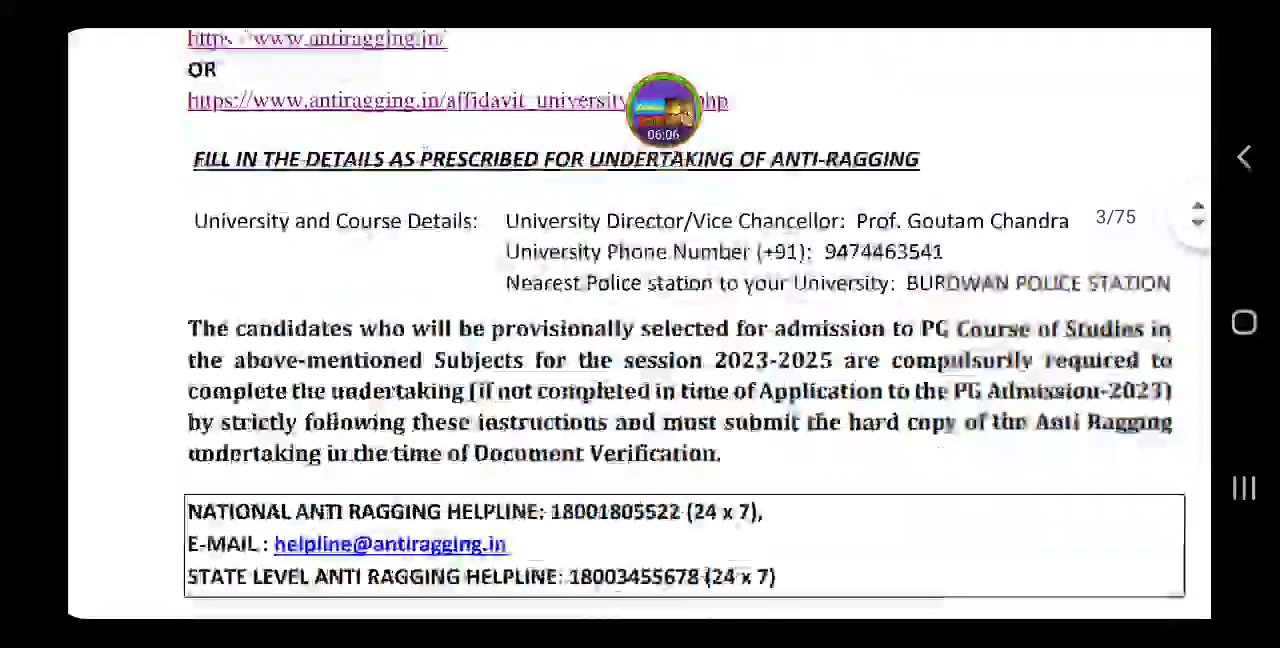 https://www.antiragging.in/
OR
https://www.antiragging.in/affidavit_university hp
06:06
FILL IN THE DETAILS AS PRESCRIBED FOR UNDERTAKING OF ANTI-RAGGING
University and Course Details: University Director/Vice Chancellor: Prof. Goutam Chandra
3/75
University Phone Number (+91): 9474463541
Nearest Police station to your University: BURDWAN POLICE STATION
The candidates who will be provisionally selected for admission to PG Course of Studies in
the above-mentioned Subjects for the session 2023-2025 are compulsurily required to
complete the undertaking (if not completed in time of Application to the PG Admission-2023)
by strictly following these instructions and must submit the hard copy of the Anti Ragging
undertaking in the time of Document Verification.
NATIONAL ANTI RAGGING HELPLINE: 18001805522 (24 x 7),
E-MAIL : helpline@antiragging.in
STATE LEVEL ANTI RAGGING HELPLINE: 18003455678 (24 x 7)